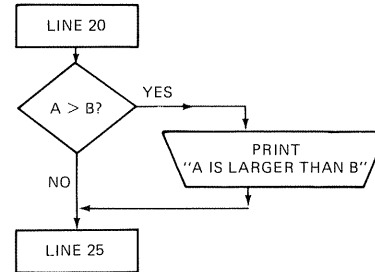 LINE 20
A > B?
YES
PRINT
"A IS LARGER THAN B"
NO
LINE 25